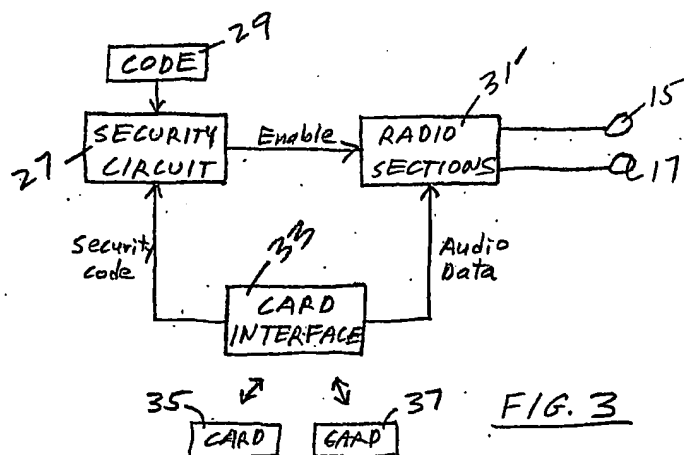 29
CODE
31'
15
SECURITY
CIRCUIT
Enable
RADIO
SECTIONS
27
17
Security
code
33
Audio
Data
CARD
INTERFACE
35
37
CARD
CARD
FIG. 3